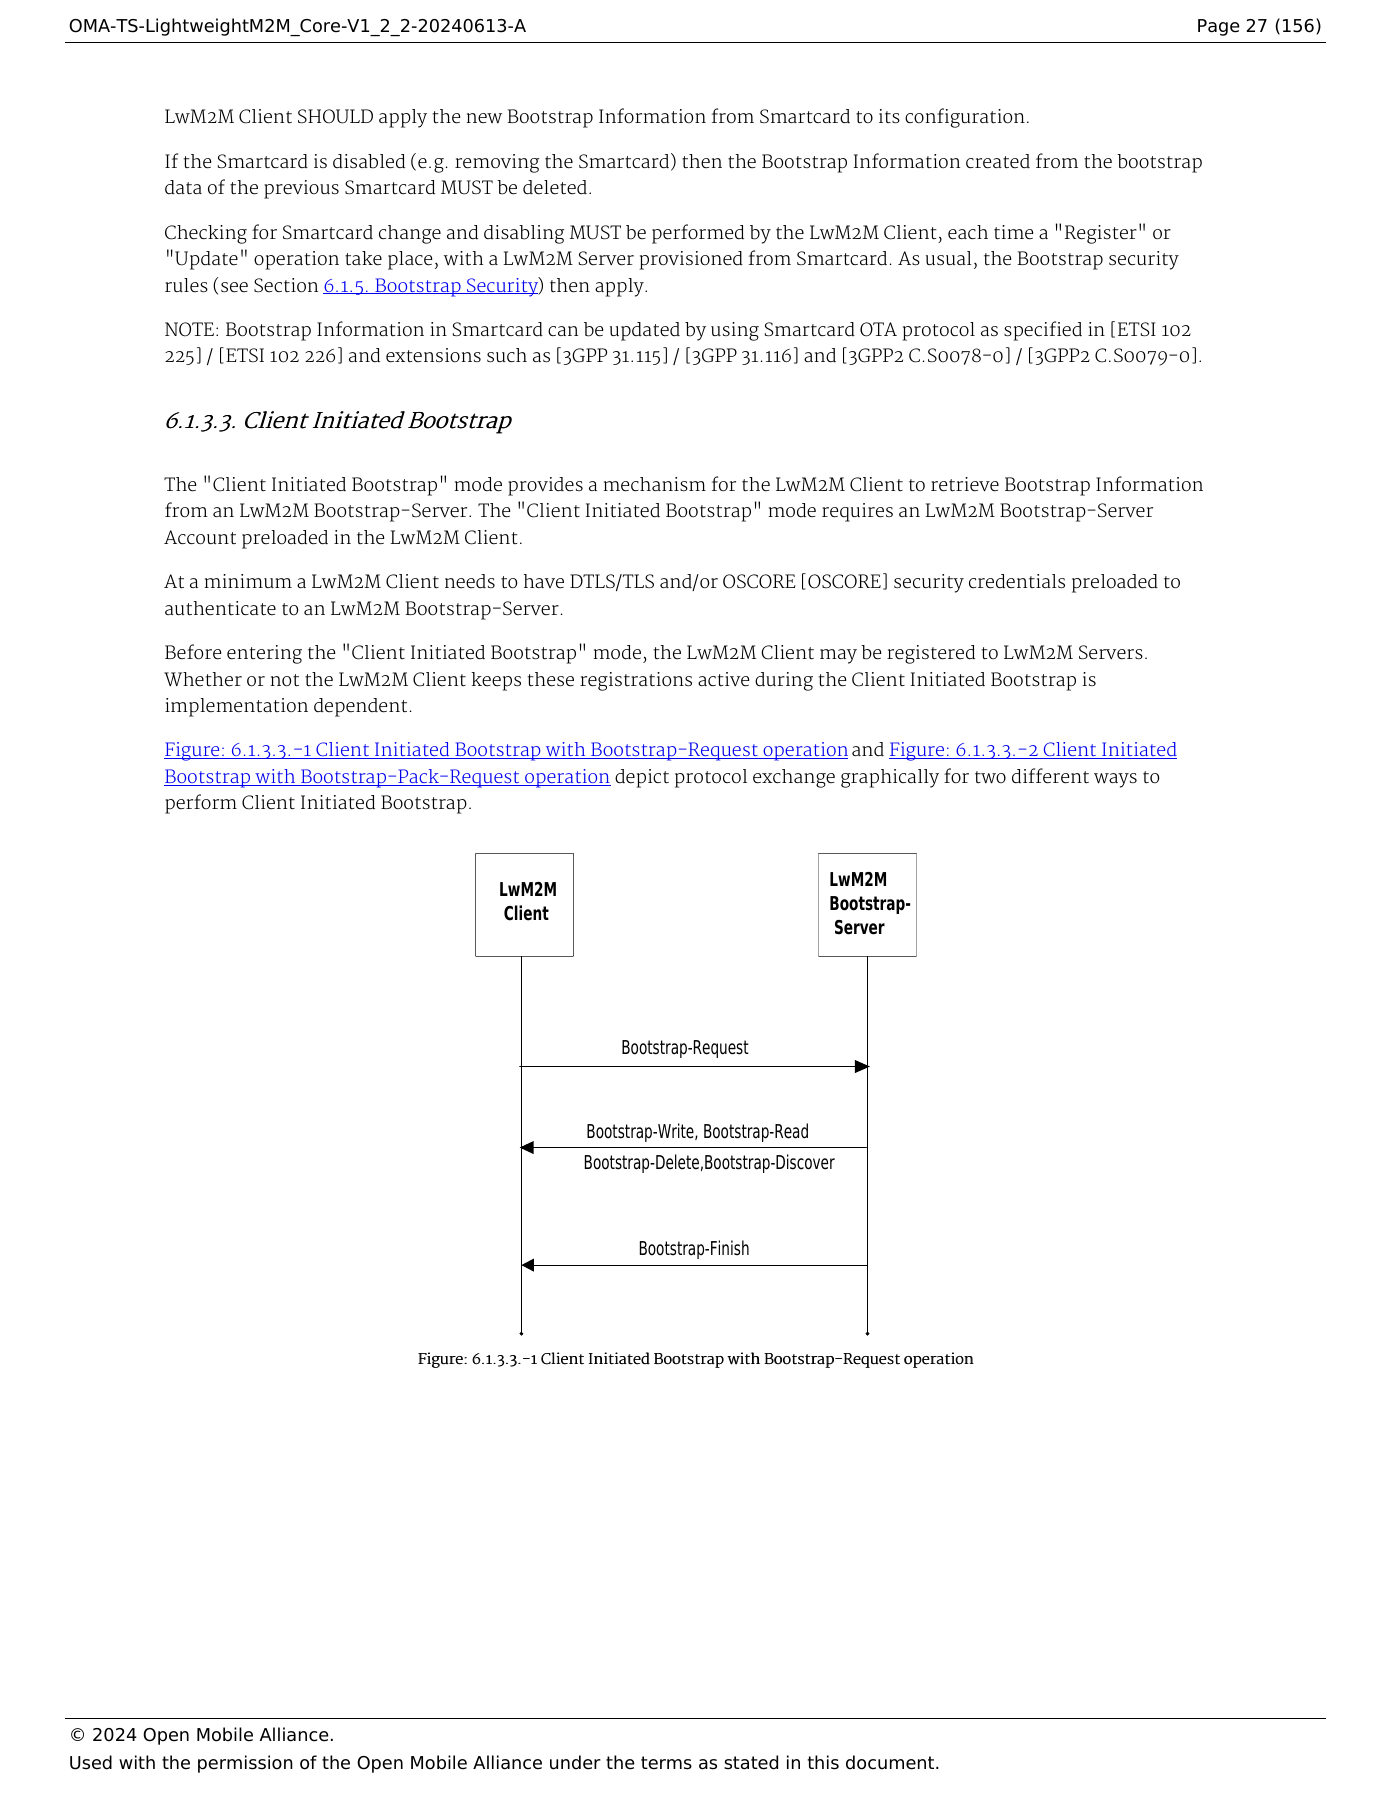 OMA-TS-LightweightM2M_Core-V1_2_2-20240613-A
Page 27 (156)
LwM2M Client SHOULD apply the new Bootstrap Information from Smartcard to its configuration.
If the Smartcard is disabled (e.g. removing the Smartcard) then the Bootstrap Information created from the bootstrap
data of the previous Smartcard MUST be deleted.
Checking for Smartcard change and disabling MUST be performed by the LwM2M Client, each time a "Register" or
"Update" operation take place, with a LwM2M Server provisioned from Smartcard. As usual, the Bootstrap security
rules (see Section 6.1.5. Bootstrap Security) then apply.
NOTE: Bootstrap Information in Smartcard can be updated by using Smartcard OTA protocol as specified in [ETSI 102
225] / [ETSI 102 226] and extensions such as [3GPP 31.115] / [3GPP 31.116] and [3GPP2 C.S0078-0] / [3GPP2 C.S0079-0].
6.1.3.3. Client Initiated Bootstrap
The "Client Initiated Bootstrap" mode provides a mechanism for the LwM2M Client to retrieve Bootstrap Information
from an LwM2M Bootstrap-Server. The "Client Initiated Bootstrap" mode requires an LwM2M Bootstrap-Server
Account preloaded in the LwM2M Client.
At a minimum a LwM2M Client needs to have DTLS/TLS and/or OSCORE [OSCORE] security credentials preloaded to
authenticate to an LwM2M Bootstrap-Server.
Before entering the "Client Initiated Bootstrap" mode, the LwM2M Client may be registered to LwM2M Servers.
Whether or not the LwM2M Client keeps these registrations active during the Client Initiated Bootstrap is
implementation dependent.
Figure: 6.1.3.3.-1 Client Initiated Bootstrap with Bootstrap-Request operation and Figure: 6.1.3.3.-2 Client Initiated
Bootstrap with Bootstrap-Pack-Request operation depict protocol exchange graphically for two different ways to
perform Client Initiated Bootstrap.
LwM2M
Client
LwM2M
Bootstrap-
Server
Bootstrap-Request
Bootstrap-Write, Bootstrap-Read
Bootstrap-Delete,Bootstrap-Discover
Bootstrap-Finish
Figure: 6.1.3.3.-1 Client Initiated Bootstrap with Bootstrap-Request operation
© 2024 Open Mobile Alliance.
Used with the permission of the Open Mobile Alliance under the terms as stated in this document.